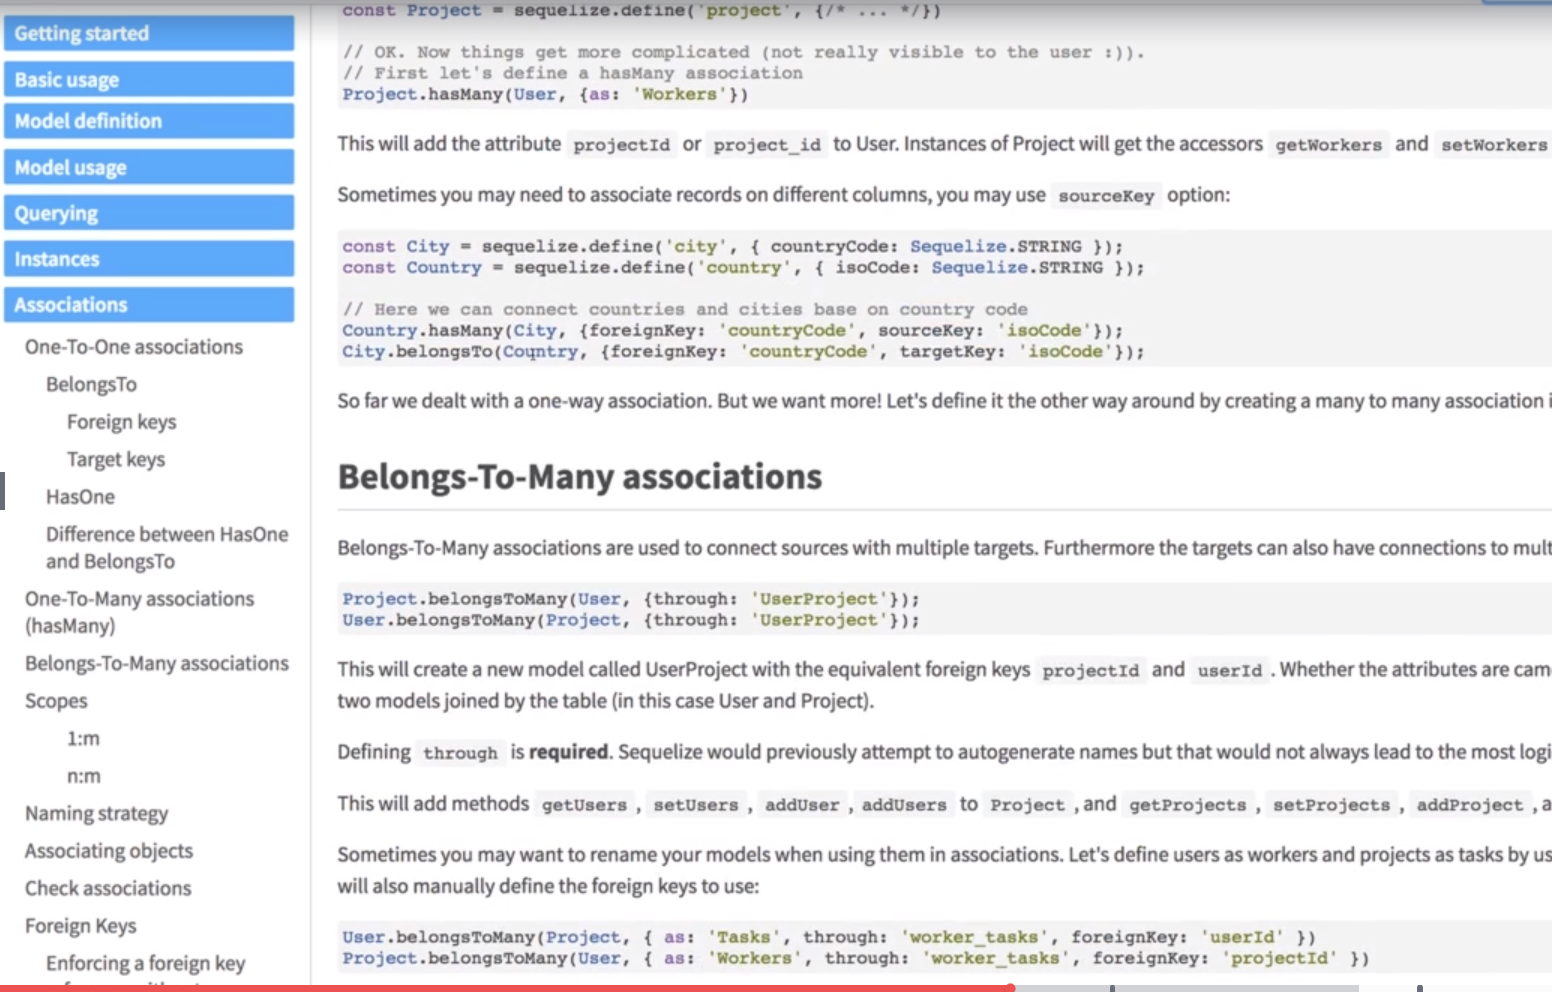 Getting started
Basic usage
Model definition
Model usage
Querying
Instances
Associations
One-To-One associations
BelongsTo
Foreign keys
Target keys
HasOne
Difference between HasOne
and BelongsTo
One-To-Many associations
(hasMany)
Belongs-To-Many associations
Scopes
1:m
n:m
Naming strategy
Associating objects
Check associations
Foreign Keys
Enforcing a foreign key
const Project = sequelize.define('project', {/* ... */})
// OK. Now things get more complicated (not really visible to the user :)).
// First let's define a hasMany association
Project.hasMany(User, {as: 'Workers'})
This will add the attribute projectId or project_id to User. Instances of Project will get the accessors getWorkers and setWorkers
Sometimes you may need to associate records on different columns, you may use sourceKey option:
const City = sequelize.define('city', { countryCode: Sequelize.STRING });
const Country = sequelize.define('country', { isoCode: Sequelize.STRING });
// Here we can connect countries and cities base on country code
Country.hasMany(City, {foreignKey: 'countryCode', sourceKey: 'isoCode'});
City.belongsTo(Country, {foreignKey: 'countryCode', targetKey: 'isoCode'});
So far we dealt with a one-way association. But we want more! Let's define it the other way around by creating a many to many association i
Belongs-To-Many associations
Belongs-To-Many associations are used to connect sources with multiple targets. Furthermore the targets can also have connections to mult
Project.belongsToMany(User, {through: 'UserProject'});
User.belongsToMany(Project, {through: 'UserProject'});
This will create a new model called UserProject with the equivalent foreign keys projectId and userId . Whether the attributes are cam
two models joined by the table (in this case User and Project).
Defining through is required. Sequelize would previously attempt to autogenerate names but that would not always lead to the most logi
This will add methods getUsers , setUsers , addUser , addUsers to Project , and getProjects , setProjects , addProject , a
Sometimes you may want to rename your models when using them in associations. Let's define users as workers and projects as tasks by us
will also manually define the foreign keys to use:
User.belongsToMany(Project, { as: 'Tasks', through: 'worker_tasks', foreignKey: 'userId' })
Project.belongsToMany(User, { as: 'Workers', through: 'worker_tasks', foreignKey: 'projectId' })